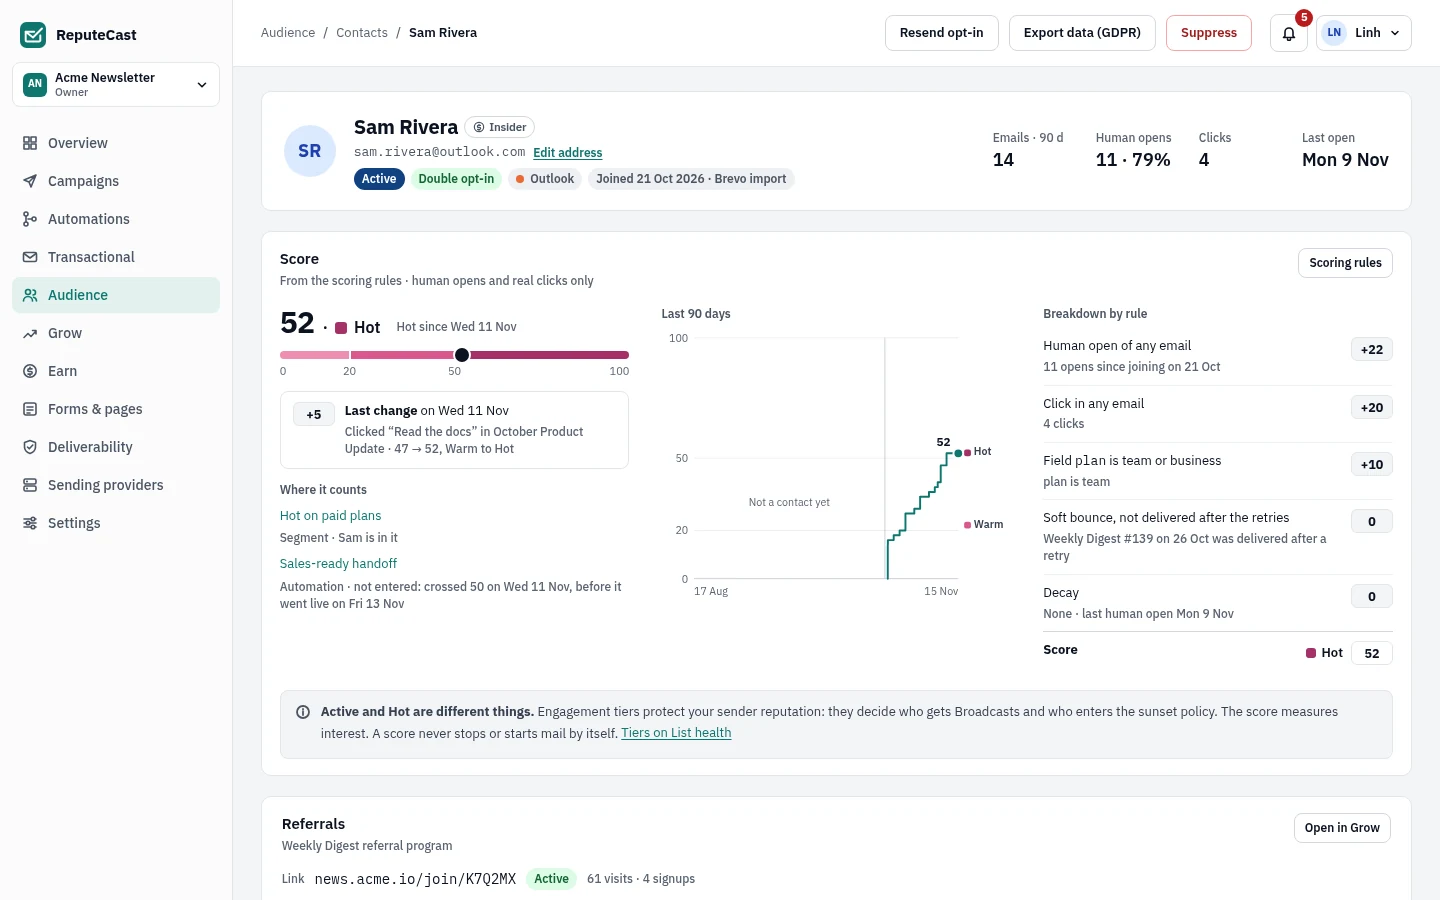 ReputeCast
AN
Acme Newsletter
Owner
Overview
Campaigns
Automations
Transactional
Audience
Grow
Earn
Forms & pages
Deliverability
Sending providers
Settings
Audience / Contacts / Sam Rivera
Resend opt-in
Export data (GDPR)
Suppress
5
LN
Linh
SR
Sam Rivera
Insider
sam.rivera@outlook.com Edit address
Active
Double opt-in
Outlook
Joined 21 Oct 2026 · Brevo import
Emails · 90 d
14
Human opens
11 · 79%
Clicks
4
Last open
Mon 9 Nov
Score
From the scoring rules · human opens and real clicks only
Scoring rules
52 · Hot Hot since Wed 11 Nov
0 20 50 100
+5
Last change on Wed 11 Nov
Clicked “Read the docs” in October Product
Update · 47 → 52, Warm to Hot
Where it counts
Hot on paid plans
Segment · Sam is in it
Sales-ready handoff
Automation · not entered: crossed 50 on Wed 11 Nov, before it
went live on Fri 13 Nov
Last 90 days
100
50
20
0
Not a contact yet
52
Hot
Warm
17 Aug
15 Nov
Breakdown by rule
Human open of any email
11 opens since joining on 21 Oct
+22
Click in any email
4 clicks
+20
Field plan is team or business
plan is team
+10
Soft bounce, not delivered after the retries
Weekly Digest #139 on 26 Oct was delivered after a
retry
0
Decay
None · last human open Mon 9 Nov
0
Score
Hot
52
Active and Hot are different things. Engagement tiers protect your sender reputation: they decide who gets Broadcasts and who enters the sunset policy. The score measures
interest. A score never stops or starts mail by itself. Tiers on List health
Referrals
Weekly Digest referral program
Open in Grow
Link news.acme.io/join/K7Q2MX Active 61 visits · 4 signups